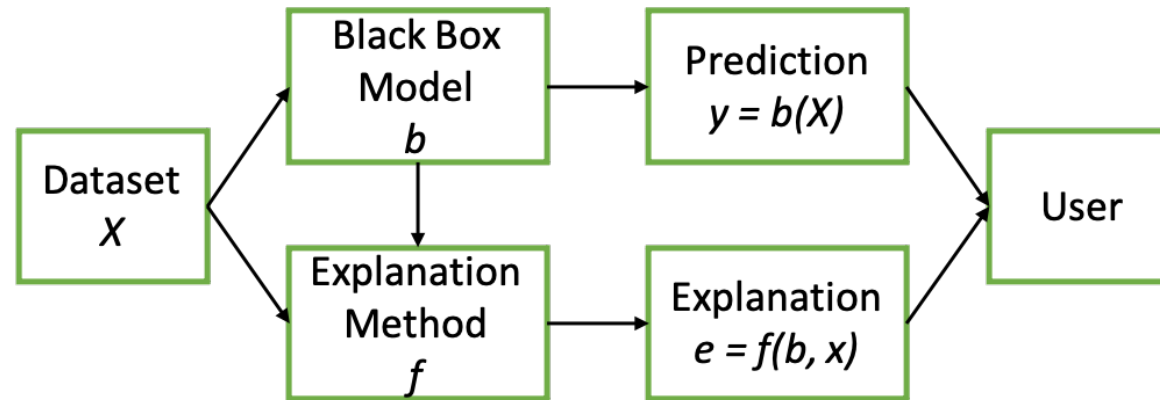 Dataset
X
Black Box
Model
b
Prediction
y = b(X)
Explanation
Method
f
Explanation
e = f(b, x)
User